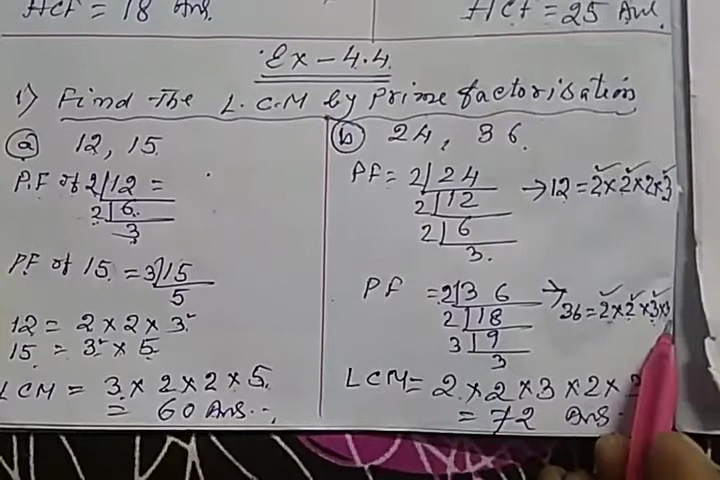 HCF = 18 Ans.
HCF = 25 Ans.
Ex - 4.4.
1) Find The L.C.M by Prime factorisation
(a) 12, 15.
P.F of 2|12 =
2|6.
3
PF of 15 = 3|15
5
12 = 2 × 2 × 3
15 = 3 × 5
LCM = 3 × 2 × 2 × 5.
= 60 Ans.
(b) 24, 36.
PF = 2|24 → 12 = 2 × 2 × 2 × 3
2|12
2|6
3.
PF = 2|36 → 36 = 2 × 2 × 3 × 3
2|18
3|9
3
LCM = 2 × 2 × 3 × 2 ×
= 72 Ans.